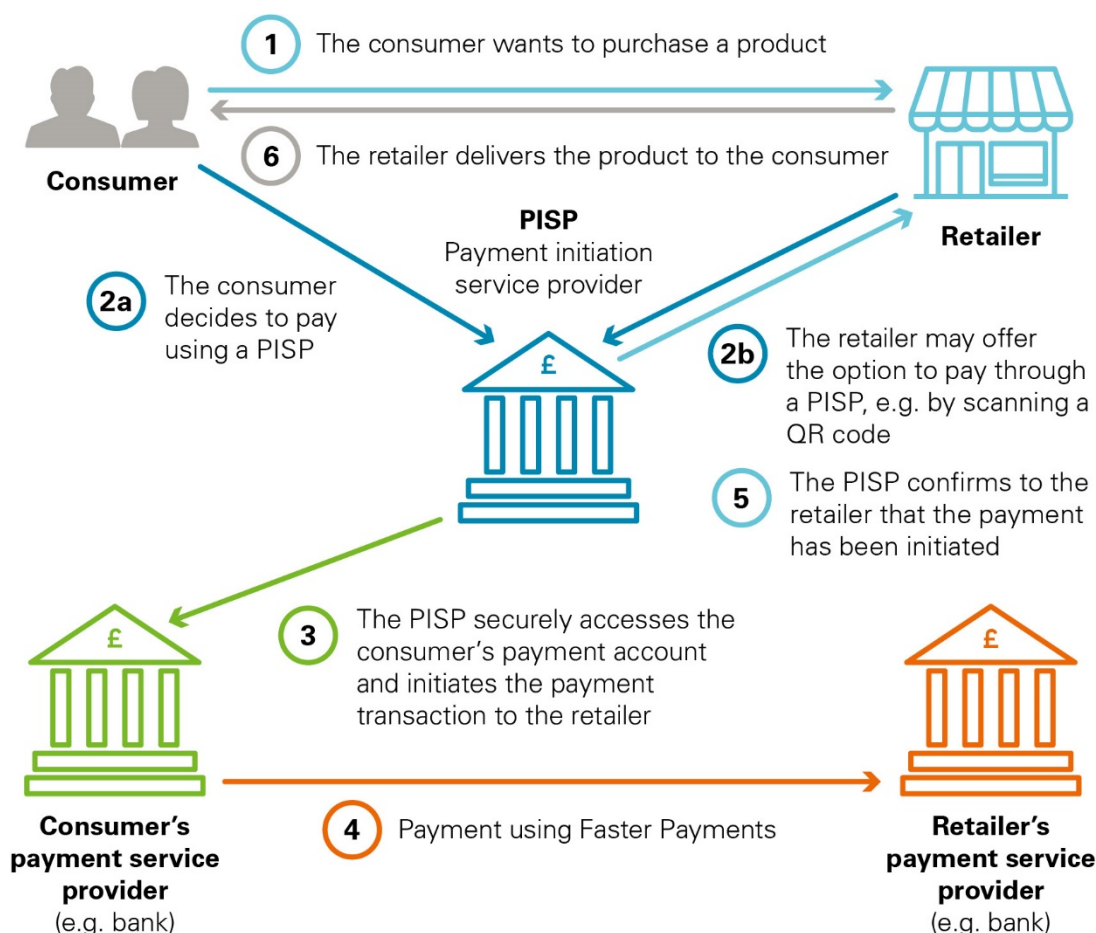 1
The consumer wants to purchase a product
6
The retailer delivers the product to the consumer
Consumer
Retailer
PISP
Payment initiation
service provider
2a
The consumer
decides to pay
using a PISP
£
2b
The retailer may offer
the option to pay through
a PISP, e.g. by scanning a
QR code
5
The PISP confirms to the
retailer that the payment
has been initiated
3
The PISP securely accesses the
consumer’s payment account
and initiates the payment
transaction to the retailer
£
£
4
Payment using Faster Payments
Consumer’s
payment service
provider
(e.g. bank)
Retailer’s
payment service
provider
(e.g. bank)